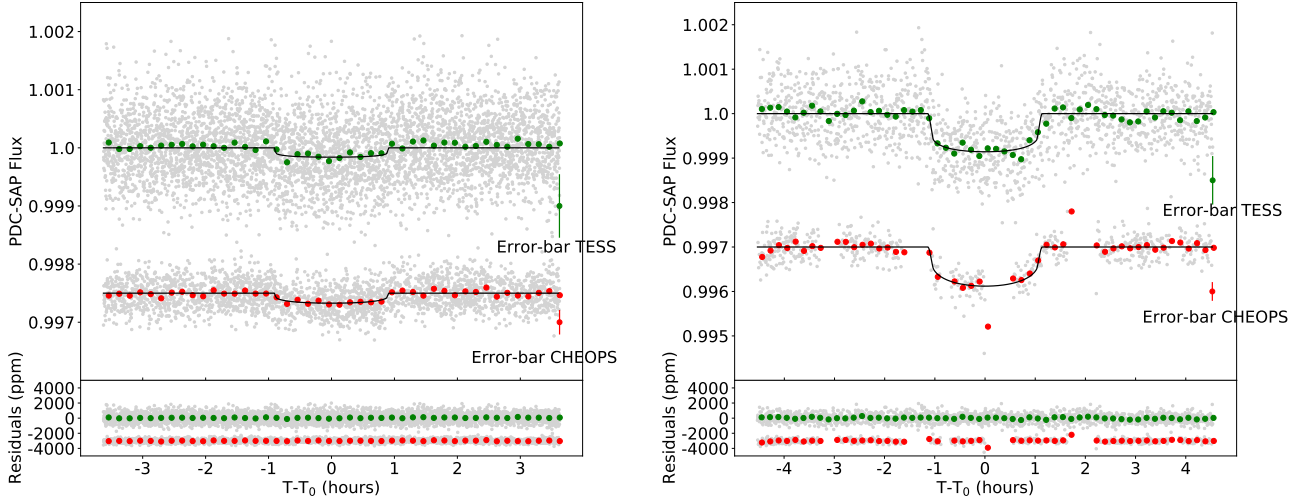 1.002
1.001
1.0
0.999
0.998
0.997
PDC-SAP Flux
Error-bar TESS
Error-bar CHEOPS
4000
2000
0
-2000
-4000
Residuals (ppm)
-3 -2 -1 0 1 2 3
T-T0 (hours)
1.002
1.001
1.0
0.999
0.998
0.997
0.996
0.995
PDC-SAP Flux
Error-bar TESS
Error-bar CHEOPS
4000
2000
0
-2000
-4000
Residuals (ppm)
-4 -3 -2 -1 0 1 2 3 4
T-T0 (hours)